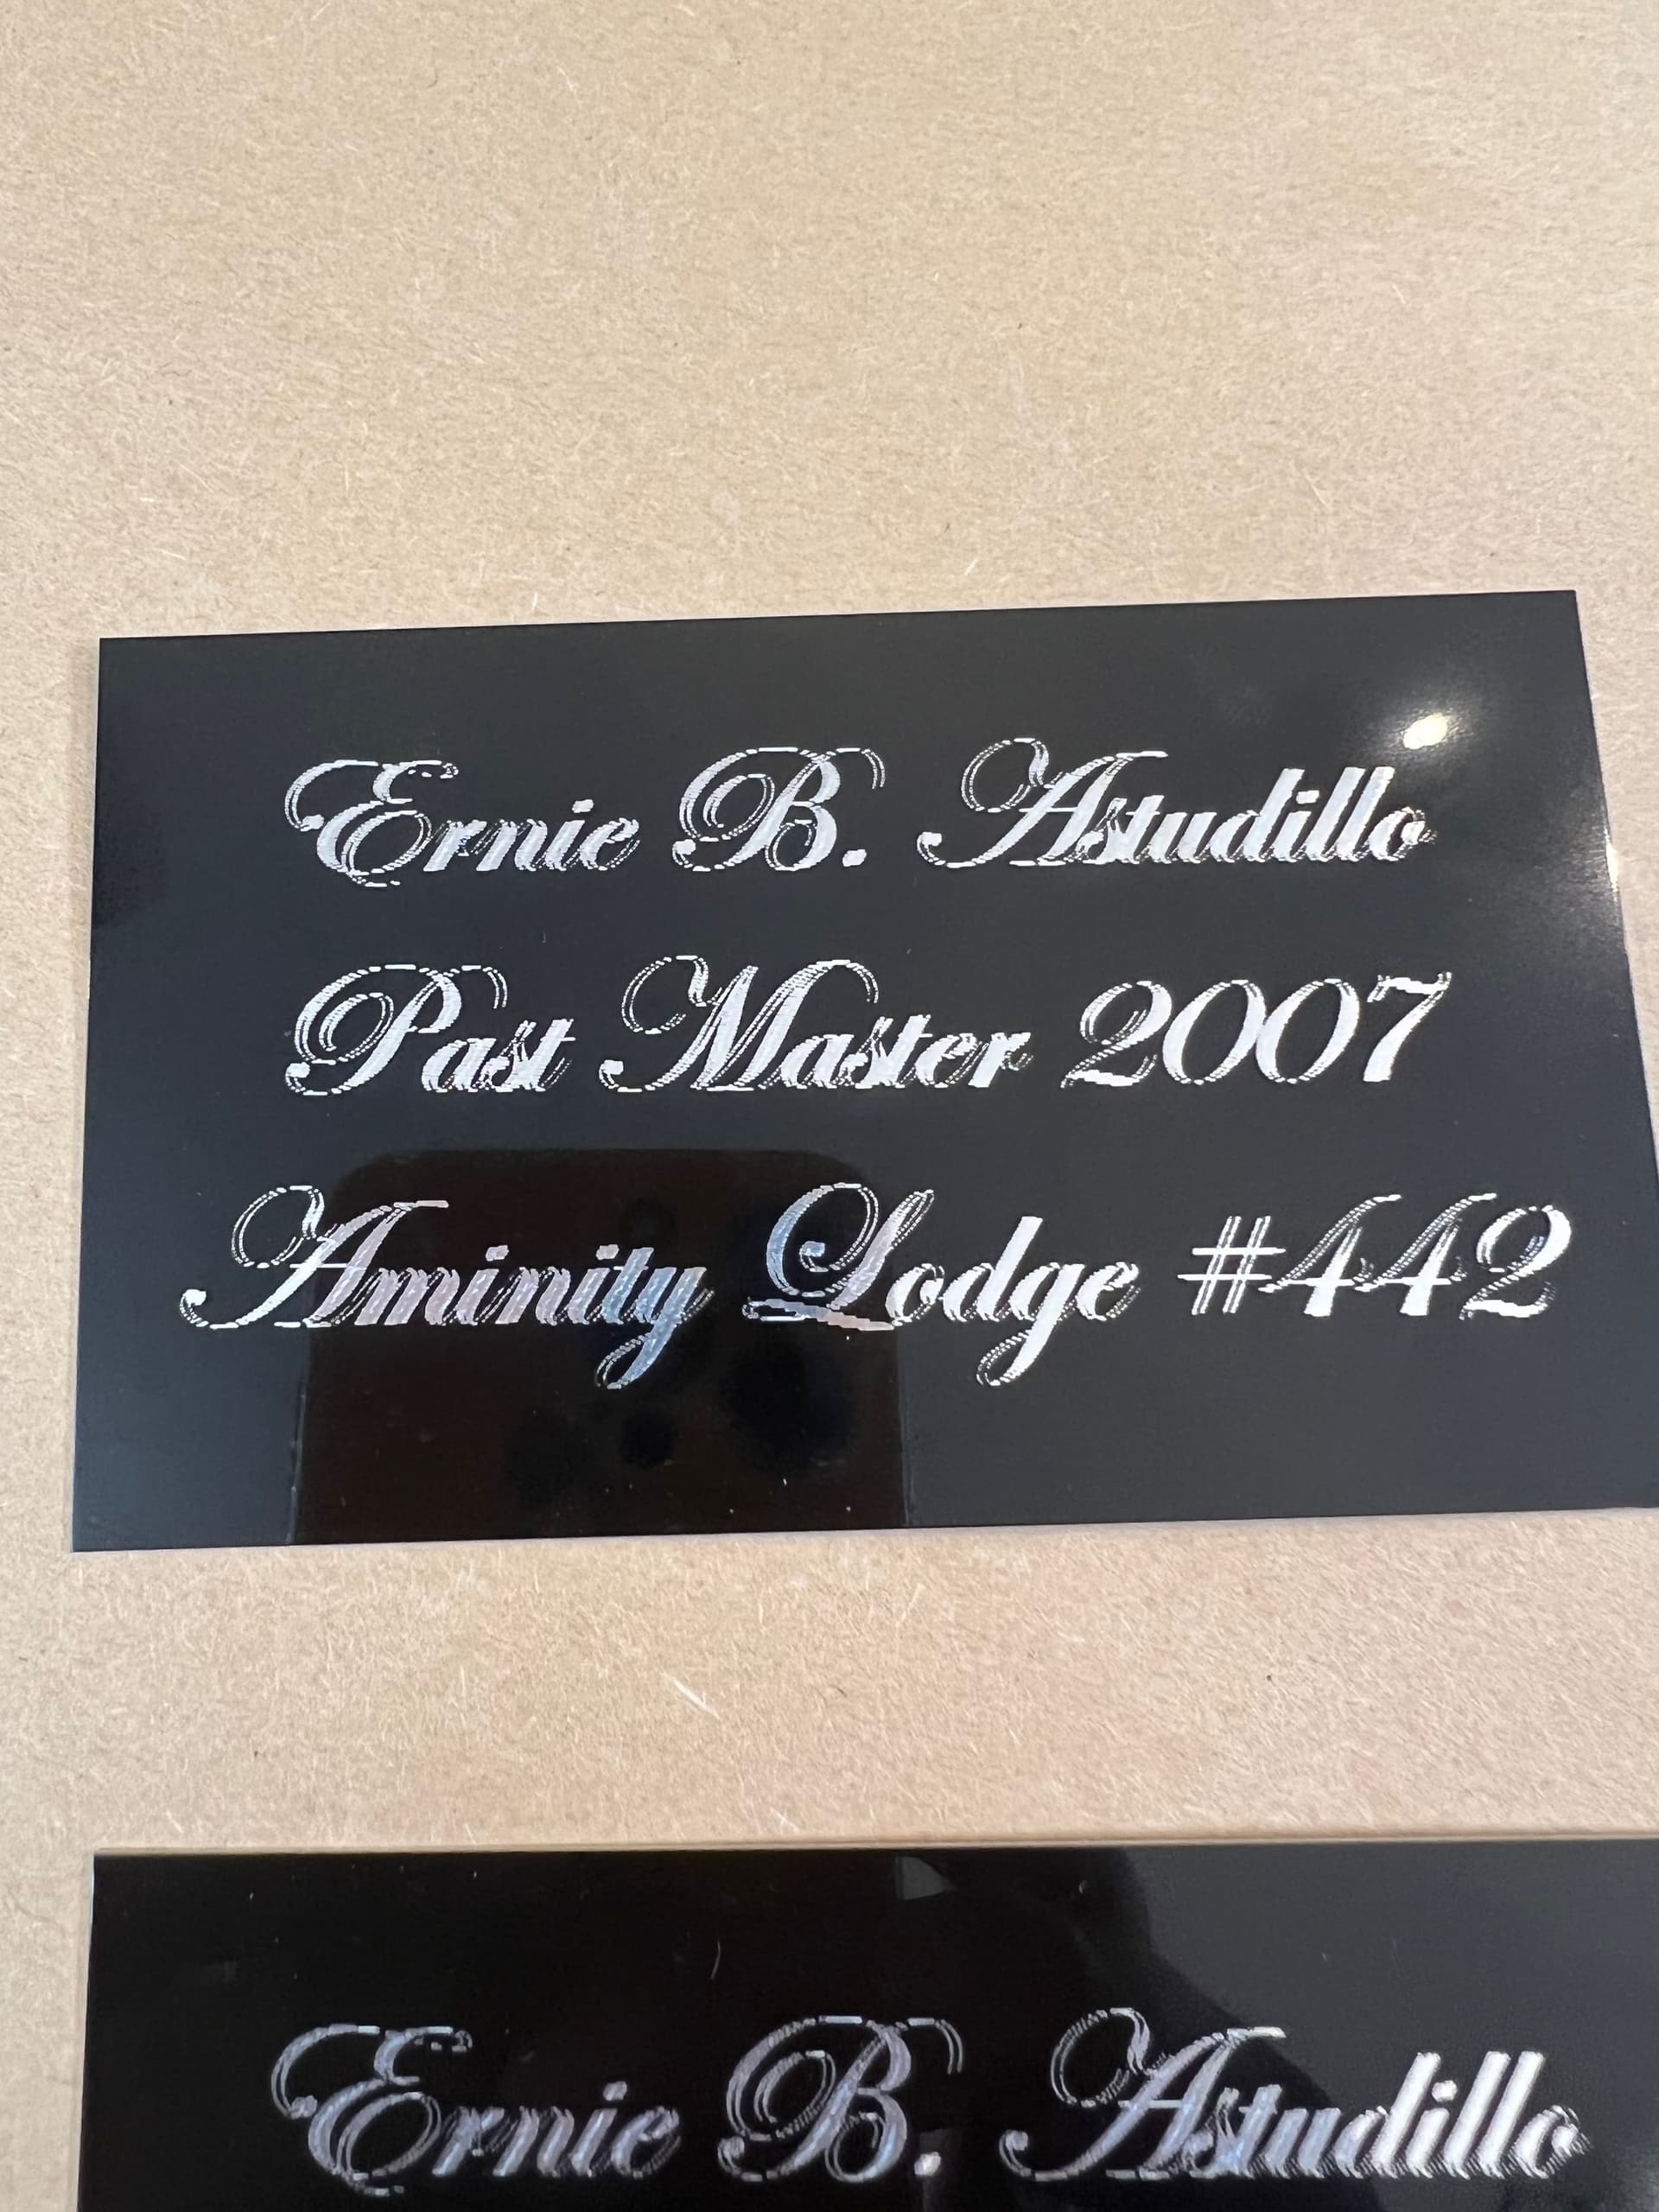 Ernie B. Astudillo
Past Master 2007
Aminity Lodge #442
Ernie B. Astudillo